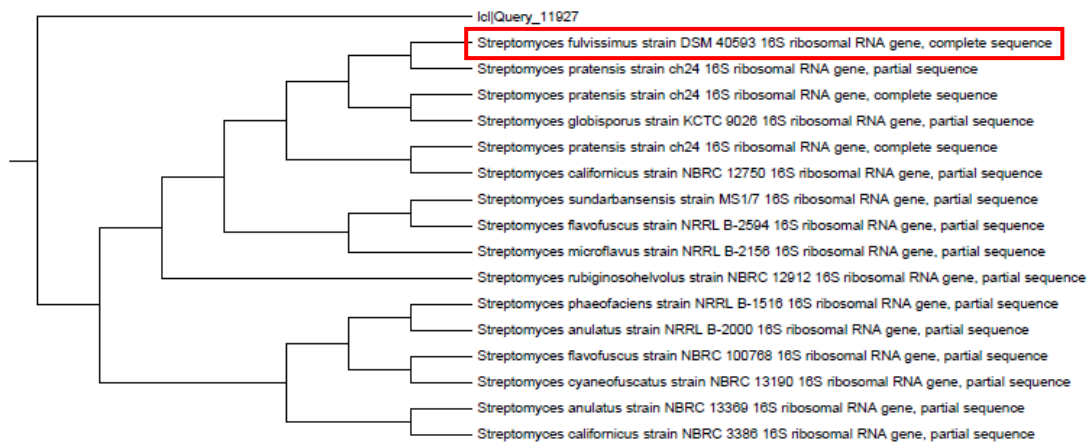 lcl|Query_11927
Streptomyces fulvissimus strain DSM 40593 16S ribosomal RNA gene, complete sequence
Streptomyces pratensis strain ch24 16S ribosomal RNA gene, partial sequence
Streptomyces pratensis strain ch24 16S ribosomal RNA gene, complete sequence
Streptomyces globisporus strain KCTC 9026 16S ribosomal RNA gene, partial sequence
Streptomyces pratensis strain ch24 16S ribosomal RNA gene, complete sequence
Streptomyces californicus strain NBRC 12750 16S ribosomal RNA gene, partial sequence
Streptomyces sundarbansensis strain MS1/7 16S ribosomal RNA gene, partial sequence
Streptomyces flavofuscus strain NRRL B-2594 16S ribosomal RNA gene, partial sequence
Streptomyces microflavus strain NRRL B-2156 16S ribosomal RNA gene, partial sequence
Streptomyces rubiginosohelvolus strain NBRC 12912 16S ribosomal RNA gene, partial sequence
Streptomyces phaeofaciens strain NRRL B-1516 16S ribosomal RNA gene, partial sequence
Streptomyces anulatus strain NRRL B-2000 16S ribosomal RNA gene, partial sequence
Streptomyces flavofuscus strain NBRC 100768 16S ribosomal RNA gene, partial sequence
Streptomyces cyaneofuscatus strain NBRC 13190 16S ribosomal RNA gene, partial sequence
Streptomyces anulatus strain NBRC 13369 16S ribosomal RNA gene, partial sequence
Streptomyces californicus strain NBRC 3386 16S ribosomal RNA gene, partial sequence